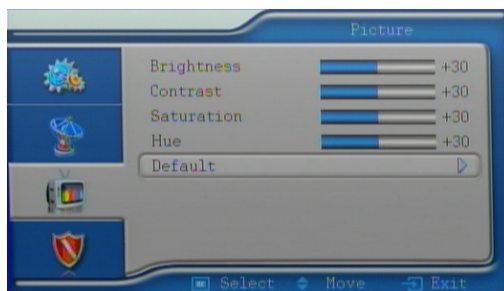 Picture
Brightness +30
Contrast +30
Saturation +30
Hue +30
Default
Select Move Exit